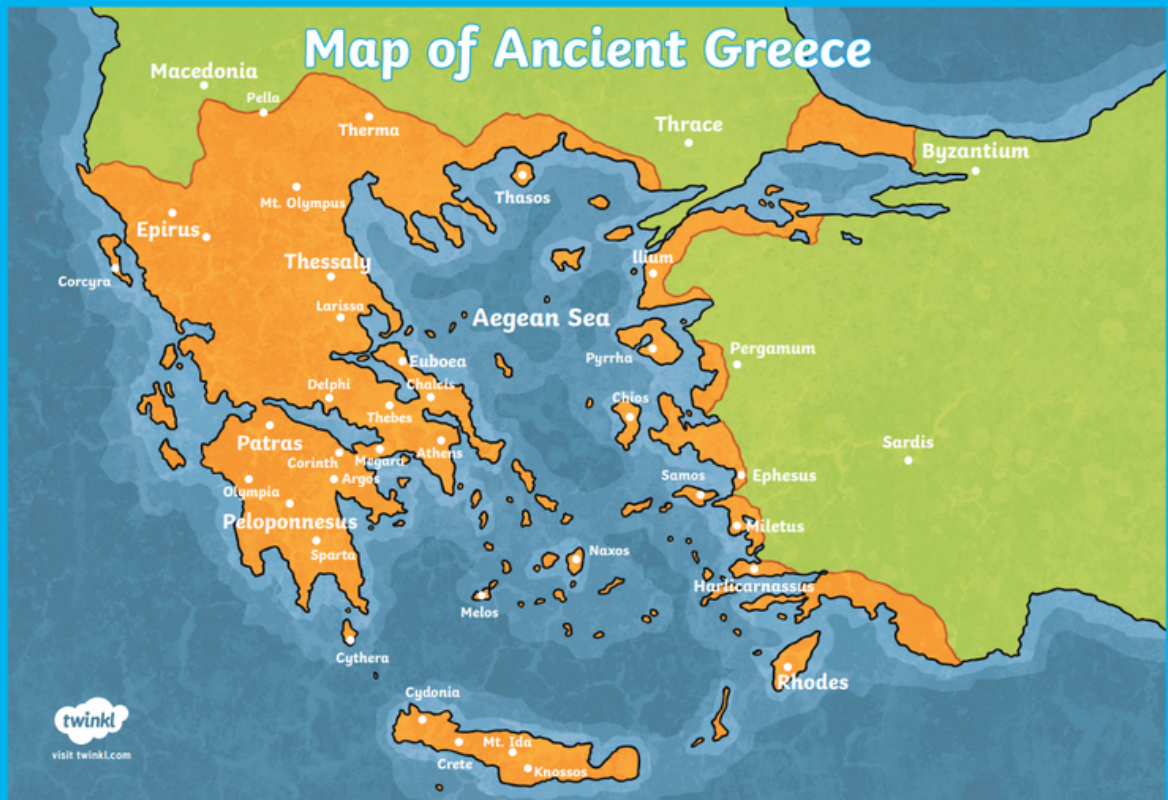 Map of Ancient Greece
Macedonia
Pella
Therma
Thrace
Byzantium
Thasos
Mt. Olympus
Epirus
Thessaly
Ilium
Corcyra
Larissa
Aegean Sea
Pyrrha
Pergamum
Euboea
Delphi
Chalcis
Chios
Thebes
Patras
Sardis
Athens
Corinth
Megara
Argos
Samos
Ephesus
Olympia
Peloponnesus
Miletus
Sparta
Naxos
Harlicarnassus
Melos
Cythera
Rhodes
Cydonia
twinkl
Mt. Ida
visit twinkl.com
Crete
Knossos